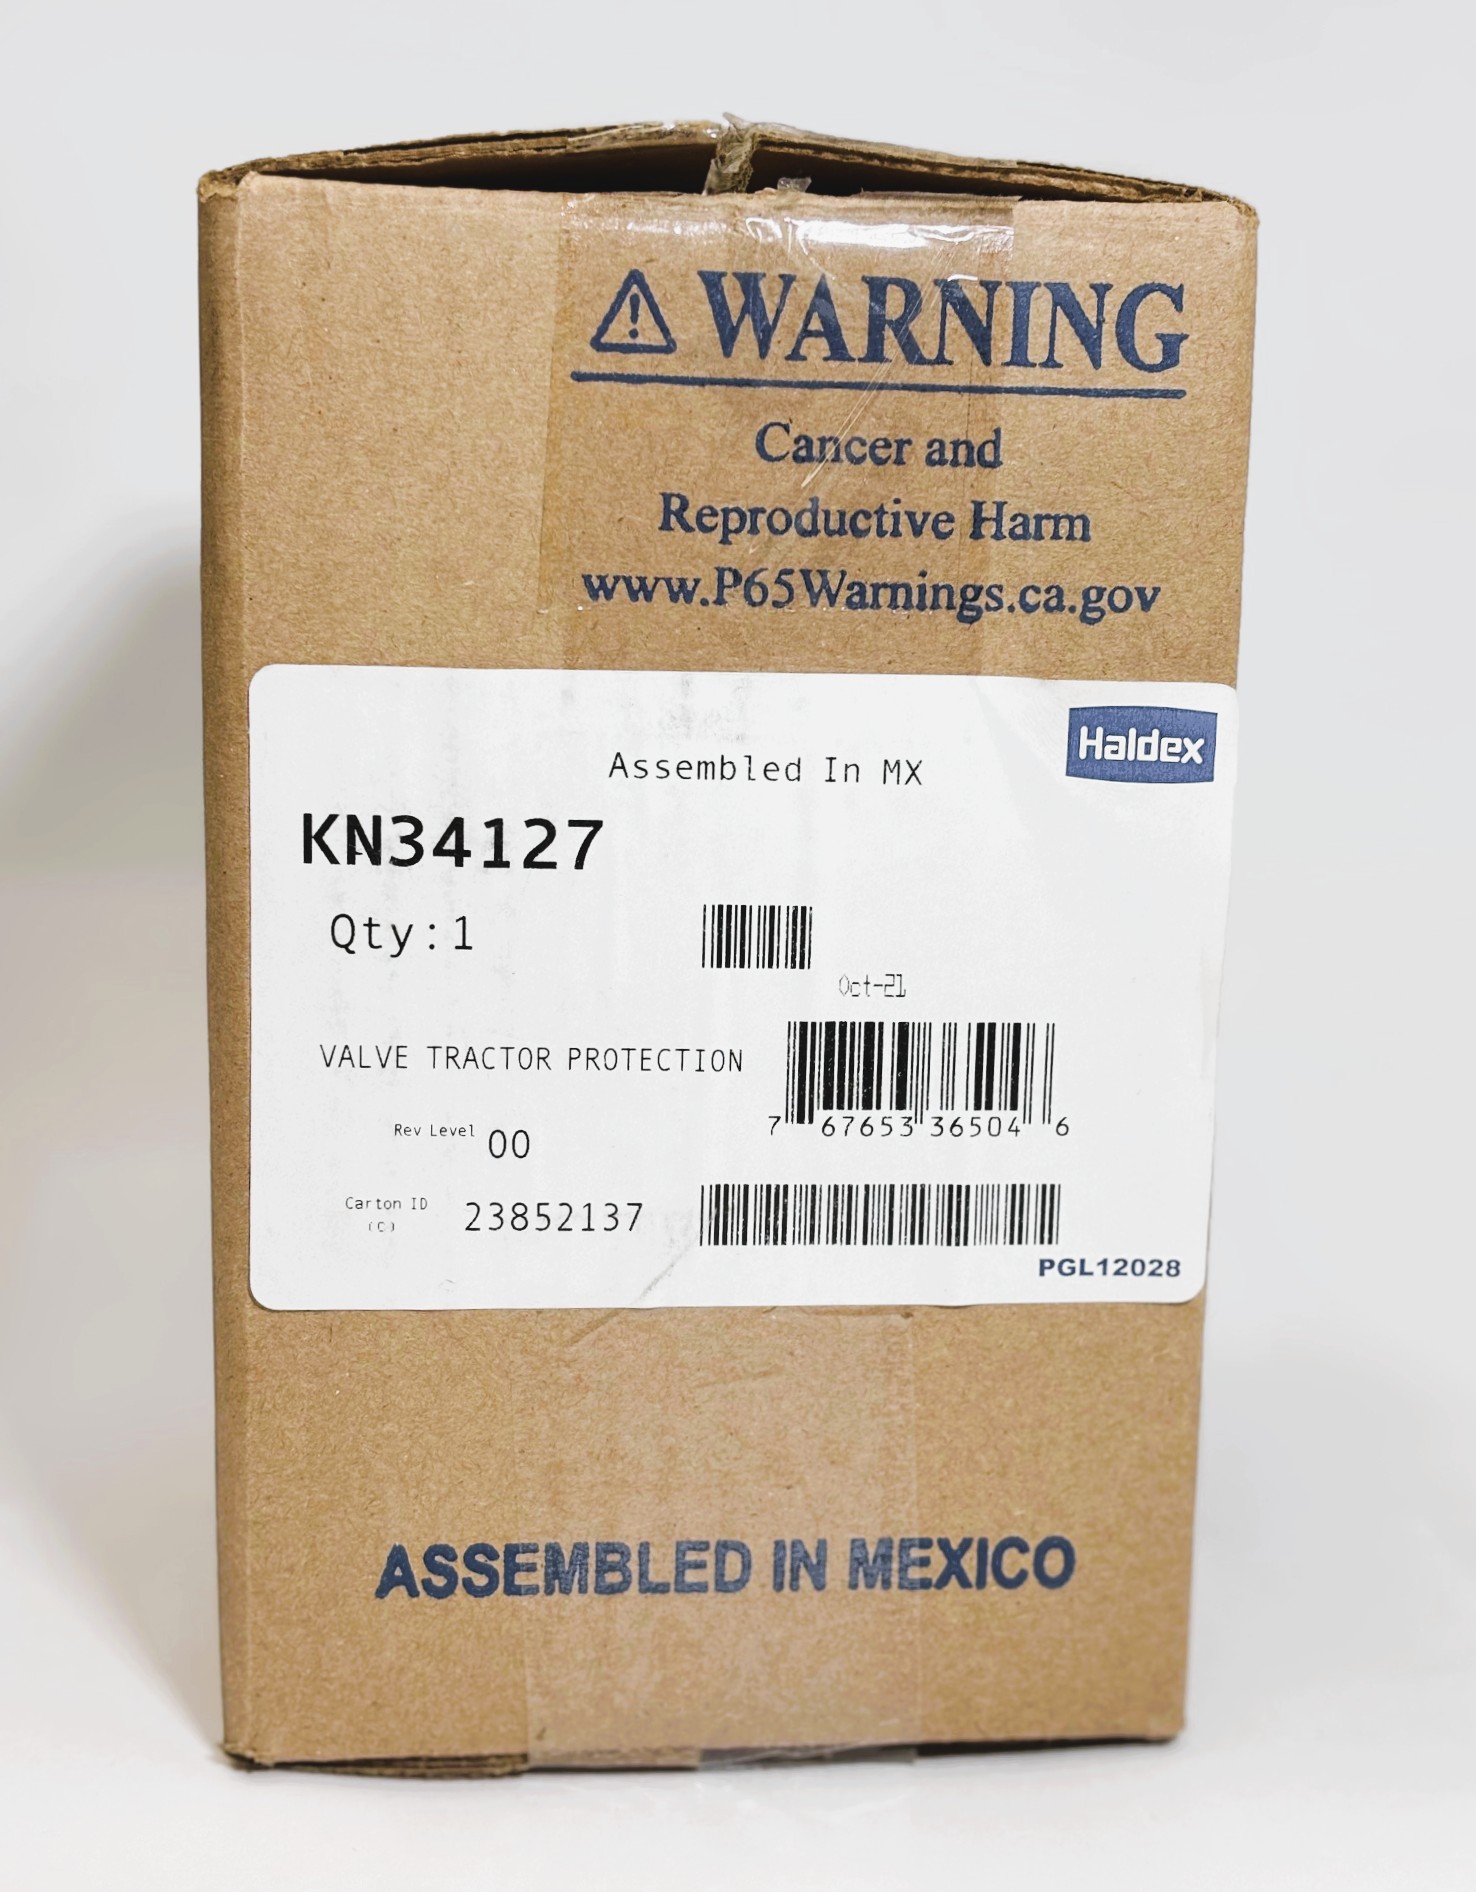 WARNING
Cancer and
Reproductive Harm
www.P65Warnings.ca.gov
Haldex
Assembled In MX
KN34127
Qty:1
Oct-21
VALVE TRACTOR PROTECTION
7 67653 36504 6
Rev Level 00
Carton ID
(C)
23852137
PGL12028
ASSEMBLED IN MEXICO